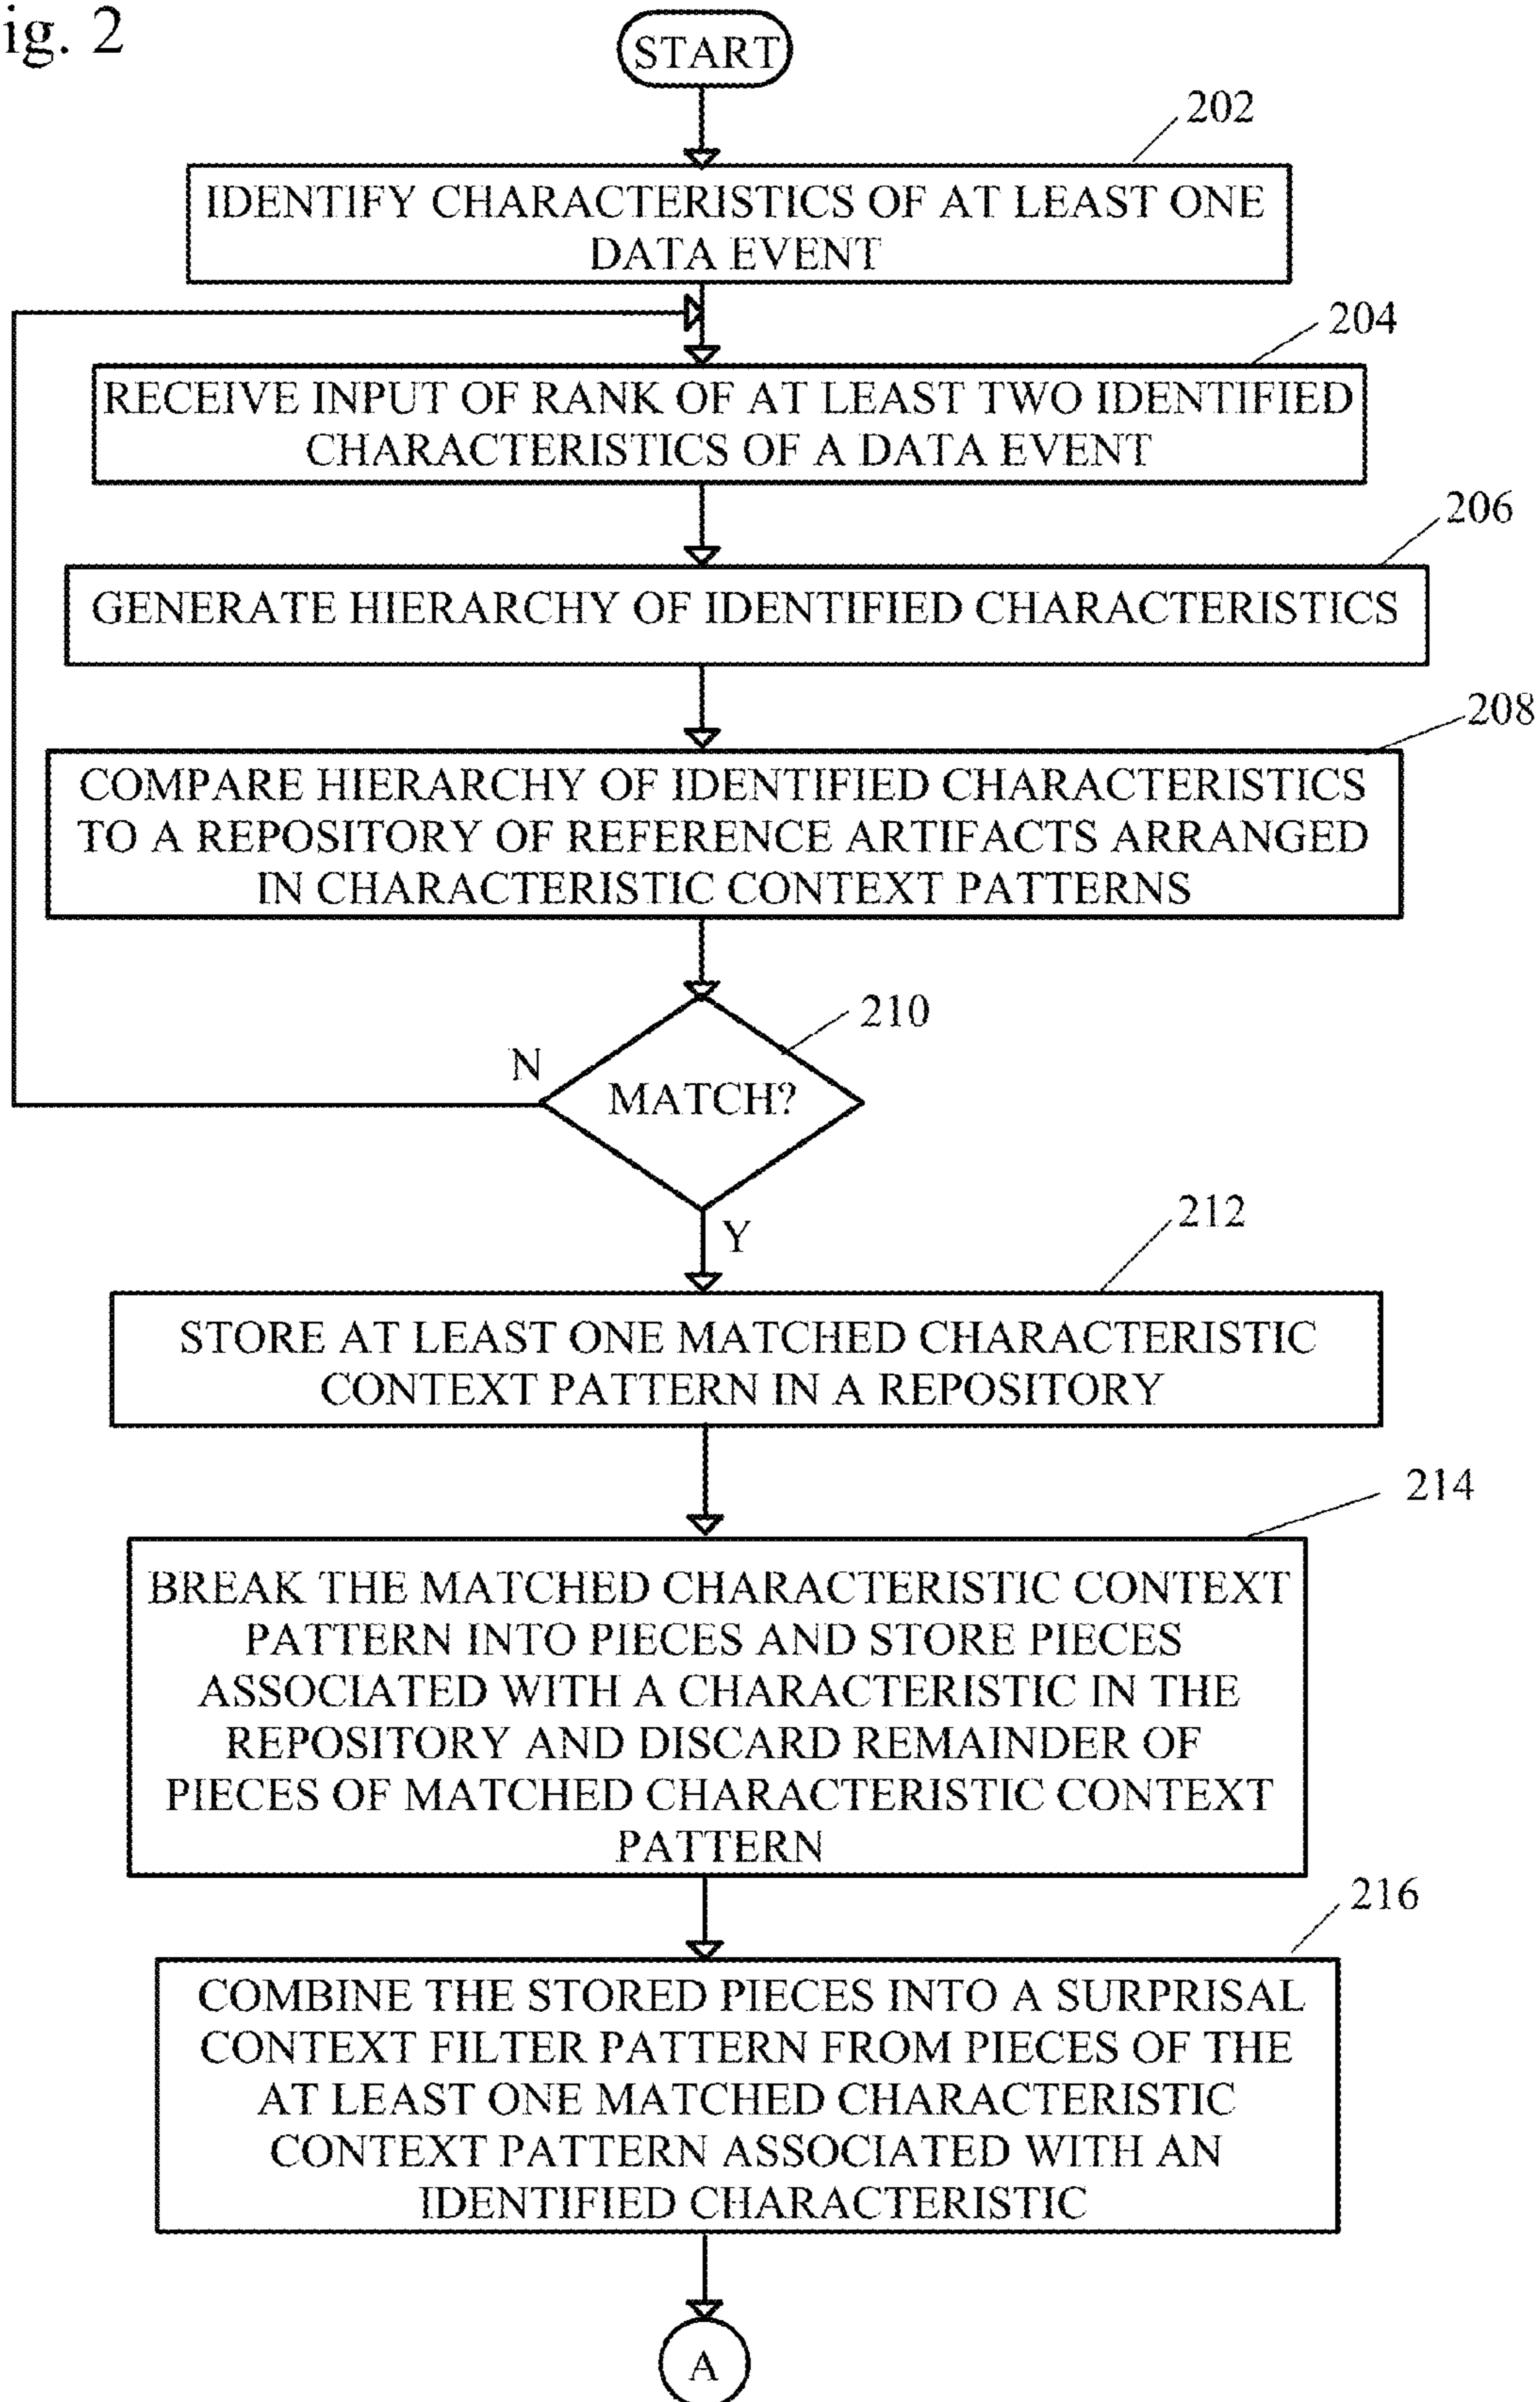 ig. 2
START
202
IDENTIFY CHARACTERISTICS OF AT LEAST ONE
DATA EVENT
204
RECEIVE INPUT OF RANK OF AT LEAST TWO IDENTIFIED
CHARACTERISTICS OF A DATA EVENT
206
GENERATE HIERARCHY OF IDENTIFIED CHARACTERISTICS
208
COMPARE HIERARCHY OF IDENTIFIED CHARACTERISTICS
TO A REPOSITORY OF REFERENCE ARTIFACTS ARRANGED
IN CHARACTERISTIC CONTEXT PATTERNS
210
N
MATCH?
Y
212
STORE AT LEAST ONE MATCHED CHARACTERISTIC
CONTEXT PATTERN IN A REPOSITORY
214
BREAK THE MATCHED CHARACTERISTIC CONTEXT
PATTERN INTO PIECES AND STORE PIECES
ASSOCIATED WITH A CHARACTERISTIC IN THE
REPOSITORY AND DISCARD REMAINDER OF
PIECES OF MATCHED CHARACTERISTIC CONTEXT
PATTERN
216
COMBINE THE STORED PIECES INTO A SURPRISAL
CONTEXT FILTER PATTERN FROM PIECES OF THE
AT LEAST ONE MATCHED CHARACTERISTIC
CONTEXT PATTERN ASSOCIATED WITH AN
IDENTIFIED CHARACTERISTIC
A